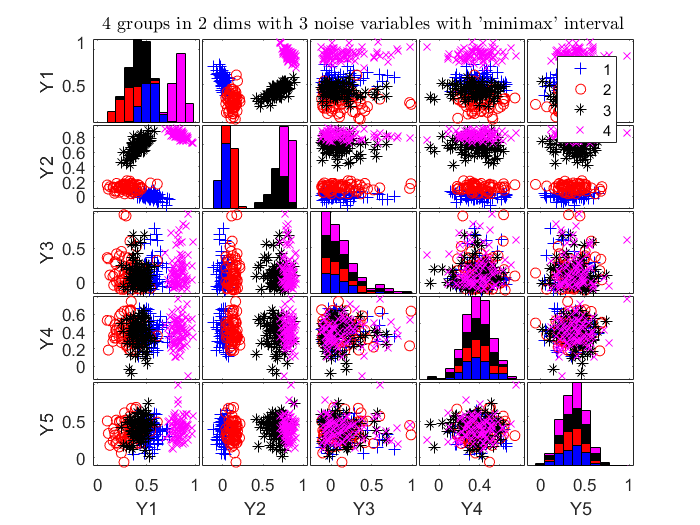 4 groups in 2 dims with 3 noise variables with 'minimax' interval
Y1
1
0.5
1
2
3
4
Y2
0.8
0.6
0.4
0.2
0
Y3
0.5
0
Y4
0.6
0.4
0.2
0
Y5
0.5
0
0 0.5 1 0 0.5 1 0 0.5 1 0 0.4 0 0.5 1
Y1 Y2 Y3 Y4 Y5